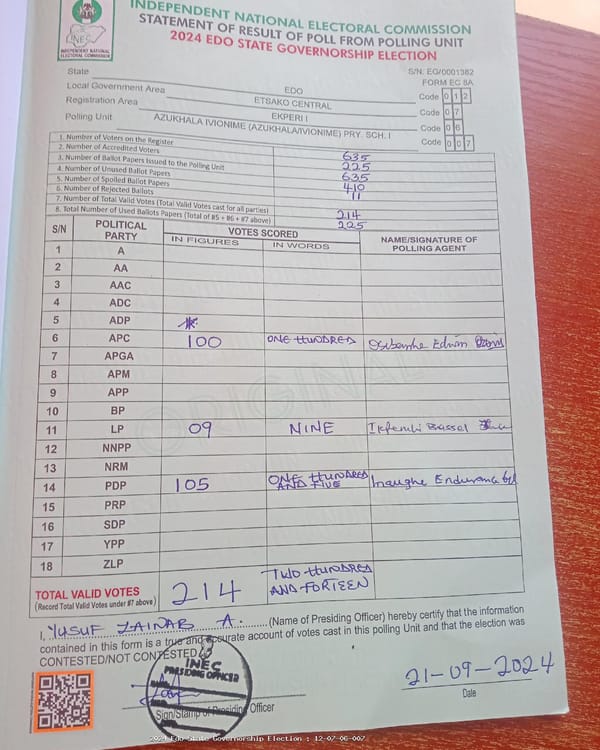 INDEPENDENT NATIONAL ELECTORAL COMMISSION
STATEMENT OF RESULT OF POLL FROM POLLING UNIT
2024 EDO STATE GOVERNORSHIP ELECTION
INEC
INDEPENDENT NATIONAL ELECTORAL COMMISSION
S/N: EG/0001382
FORM EC 8A
State EDO Code 0 1 2
Local Government Area ETSAKO CENTRAL Code 0 7
Registration Area EKPERI I Code 0 6
Polling Unit AZUKHALA IVIONIME (AZUKHALA/IVIONIME) PRY. SCH. I Code 0 0 7
1. Number of Voters on the Register 635
2. Number of Accredited Voters 225
3. Number of Ballot Papers Issued to the Polling Unit 635
4. Number of Unused Ballot Papers 410
5. Number of Spoiled Ballot Papers
6. Number of Rejected Ballots 11
7. Number of Total Valid Votes (Total Valid Votes cast for all parties) 214
8. Total Number of Used Ballots Papers (Total of #5 + #6 + #7 above) 225
S/N POLITICAL PARTY VOTES SCORED NAME/SIGNATURE OF POLLING AGENT
IN FIGURES IN WORDS
1 A
2 AA
3 AAC
4 ADC
5 ADP
6 APC 100 ONE HUNDRED Edwin
7 APGA
8 APM
9 APP
10 BP
11 LP 09 NINE Bassel
12 NNPP
13 NRM
14 PDP 105 ONE HUNDRED AND FIVE Inaughe Endurance
15 PRP
16 SDP
17 YPP
18 ZLP
ORIGINAL
TOTAL VALID VOTES 214 TWO HUNDRED AND FORTEEN
(Record Total Valid Votes under #7 above)
I, YUSUF ZAINAB A. (Name of Presiding Officer) hereby certify that the information
contained in this form is a true and accurate account of votes cast in this polling Unit and that the election was
CONTESTED/NOT CONTESTED
INEC
PRESIDING OFFICER
21-09-2024
Sign/Stamp of Presiding Officer
Date
2024 Edo State Governorship Election : 12-07-06-007